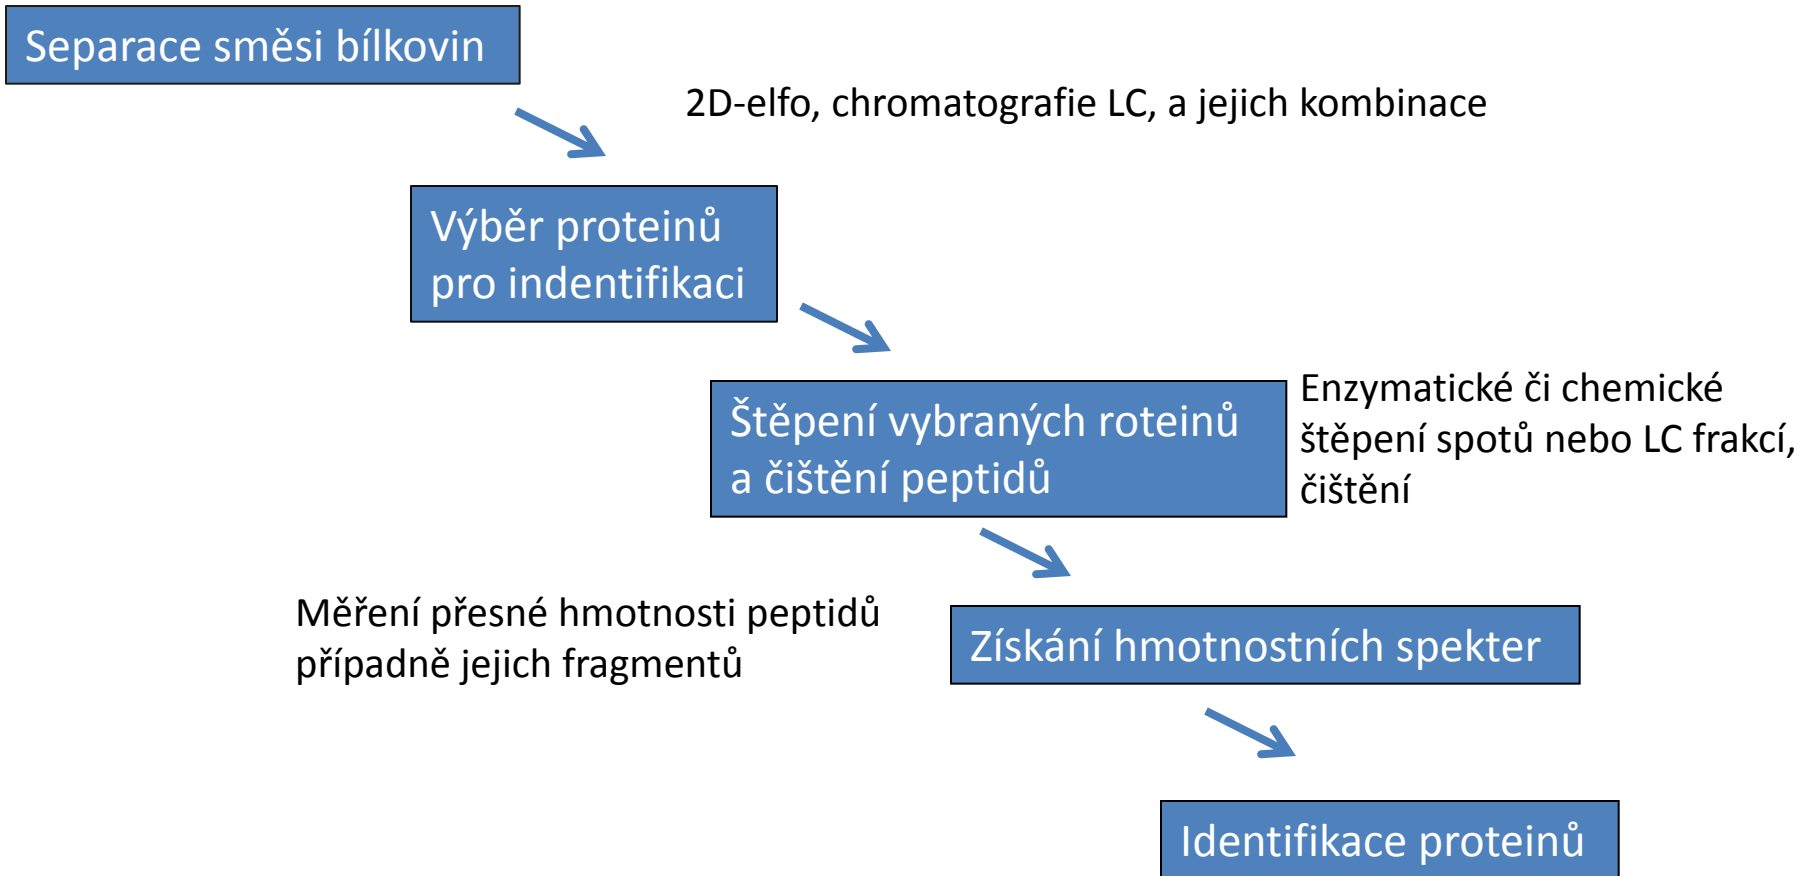 Separace směsi bílkovin
2D-elfo, chromatografie LC, a jejich kombinace
Výběr proteinů
pro indentifikaci
Štěpení vybraných roteinů
a čištění peptidů
Enzymatické či chemické
štěpení spotů nebo LC frakcí,
čištění
Měření přesné hmotnosti peptidů
případně jejich fragmentů
Získání hmotnostních spekter
Identifikace proteinů